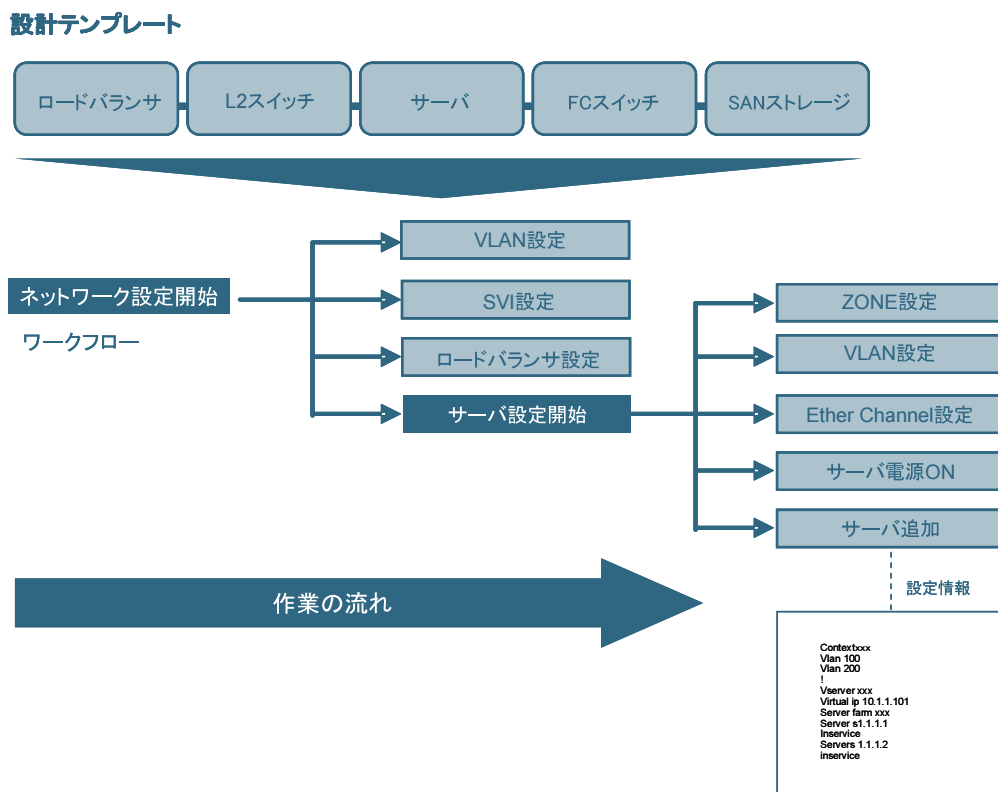 設計テンプレート
ロードバランサ
L2スイッチ
サーバ
FCスイッチ
SANストレージ
VLAN設定
ネットワーク設定開始
SVI設定
ZONE設定
ワークフロー
ロードバランサ設定
VLAN設定
サーバ設定開始
Ether Channel設定
サーバ電源ON
サーバ追加
作業の流れ
設定情報
Contextxxx
Vlan 100
Vlan 200
!
Vserver xxx
Virtual ip 10.1.1.101
Server farm xxx
Server s1.1.1.1
Inservice
Servers 1.1.1.2
inservice